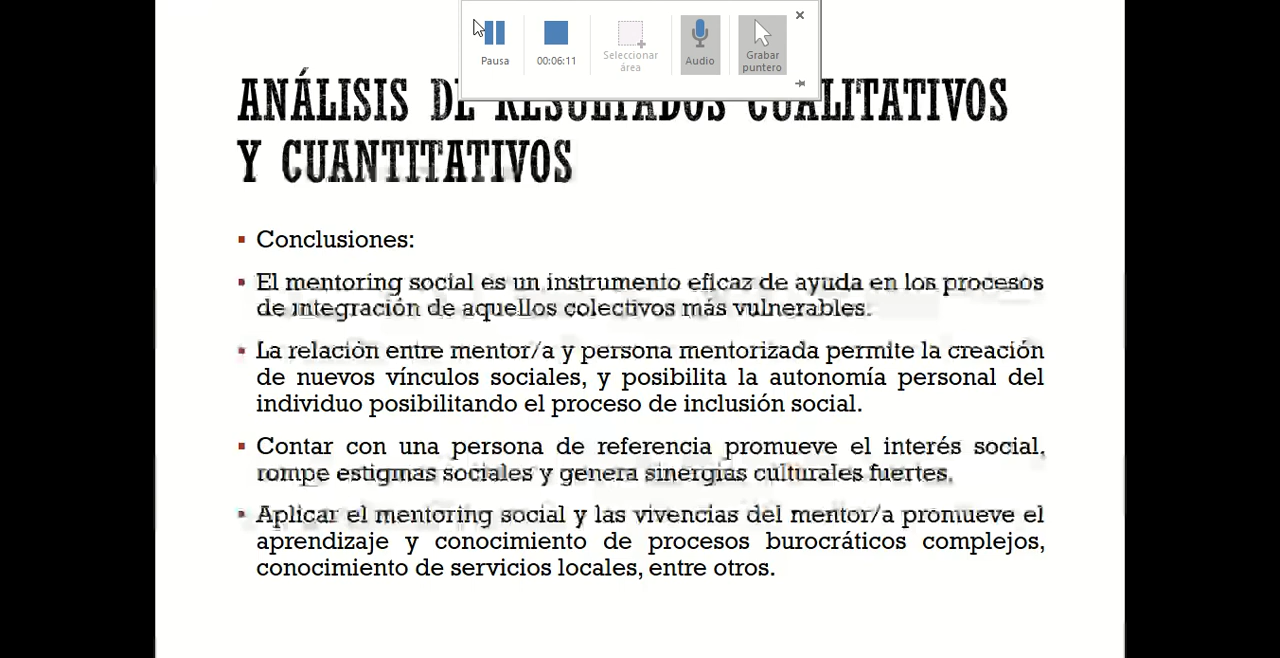 Pausa
00:06:11
Seleccionar
área
Audio
Grabar
puntero
ANÁLISIS DE RESULTADOS CUALITATIVOS
Y CUANTITATIVOS
▪ Conclusiones:
▪ El mentoring social es un instrumento eficaz de ayuda en los procesos
de integración de aquellos colectivos más vulnerables.
▪ La relación entre mentor/a y persona mentorizada permite la creación
de nuevos vínculos sociales, y posibilita la autonomía personal del
individuo posibilitando el proceso de inclusión social.
▪ Contar con una persona de referencia promueve el interés social,
rompe estigmas sociales y genera sinergias culturales fuertes.
▪ Aplicar el mentoring social y las vivencias del mentor/a promueve el
aprendizaje y conocimiento de procesos burocráticos complejos,
conocimiento de servicios locales, entre otros.